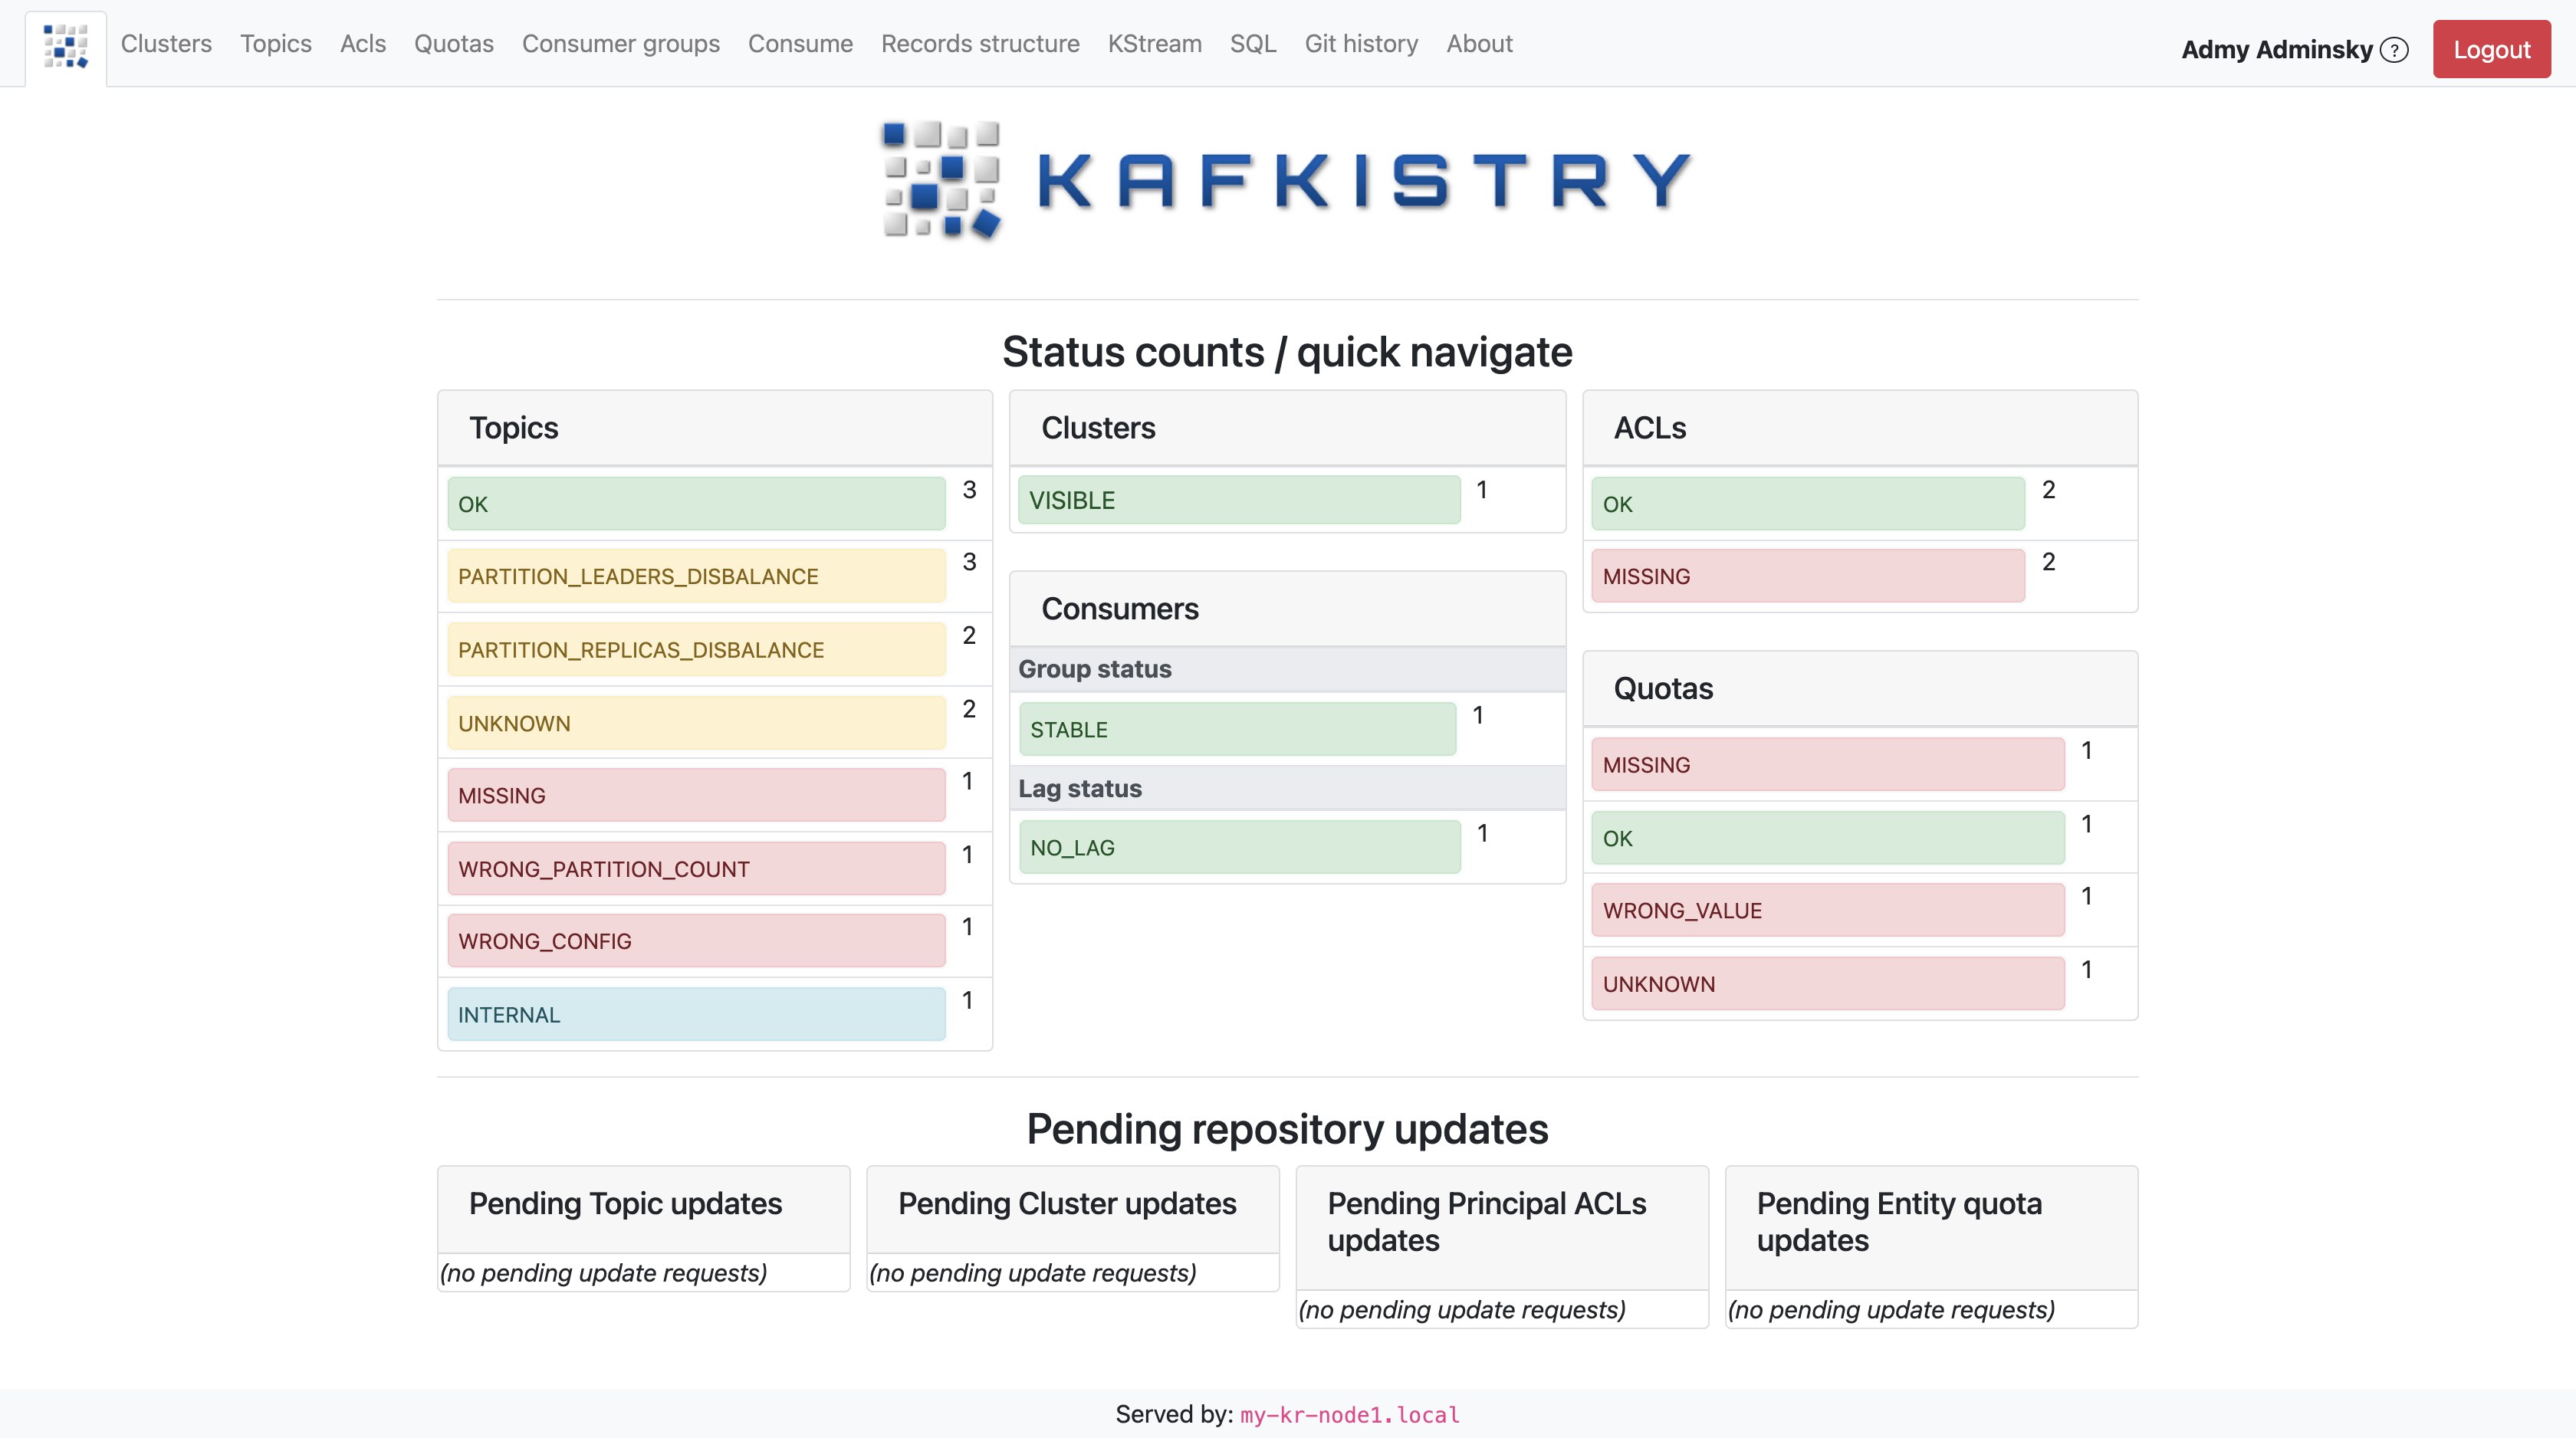 Clusters Topics Acls Quotas Consumer groups Consume Records structure KStream SQL Git history About
Admy Adminsky ? Logout
KAFKISTRY
Status counts / quick navigate
Topics
OK 3
PARTITION_LEADERS_DISBALANCE 3
PARTITION_REPLICAS_DISBALANCE 2
UNKNOWN 2
MISSING 1
WRONG_PARTITION_COUNT 1
WRONG_CONFIG 1
INTERNAL 1
Clusters
VISIBLE 1
Consumers
Group status
STABLE 1
Lag status
NO_LAG 1
ACLs
OK 2
MISSING 2
Quotas
MISSING 1
OK 1
WRONG_VALUE 1
UNKNOWN 1
Pending repository updates
Pending Topic updates
(no pending update requests)
Pending Cluster updates
(no pending update requests)
Pending Principal ACLs
updates
(no pending update requests)
Pending Entity quota
updates
(no pending update requests)
Served by: my-kr-node1.local